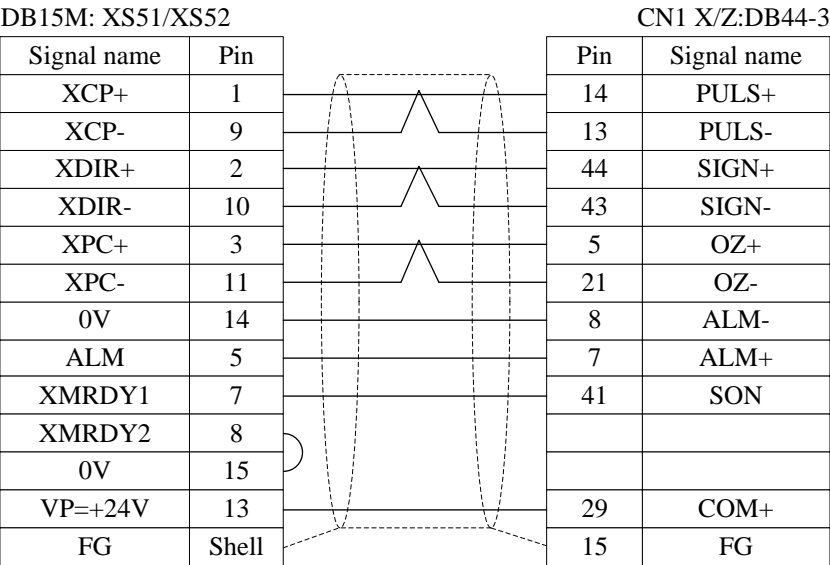 DB15M: XS51/XS52 CN1 X/Z:DB44-3
Signal name Pin Pin Signal name
XCP+ 1 14 PULS+
XCP- 9 13 PULS-
XDIR+ 2 44 SIGN+
XDIR- 10 43 SIGN-
XPC+ 3 5 OZ+
XPC- 11 21 OZ-
0V 14 8 ALM-
ALM 5 7 ALM+
XMRDY1 7 41 SON
XMRDY2 8
0V 15
VP=+24V 13 29 COM+
FG Shell 15 FG